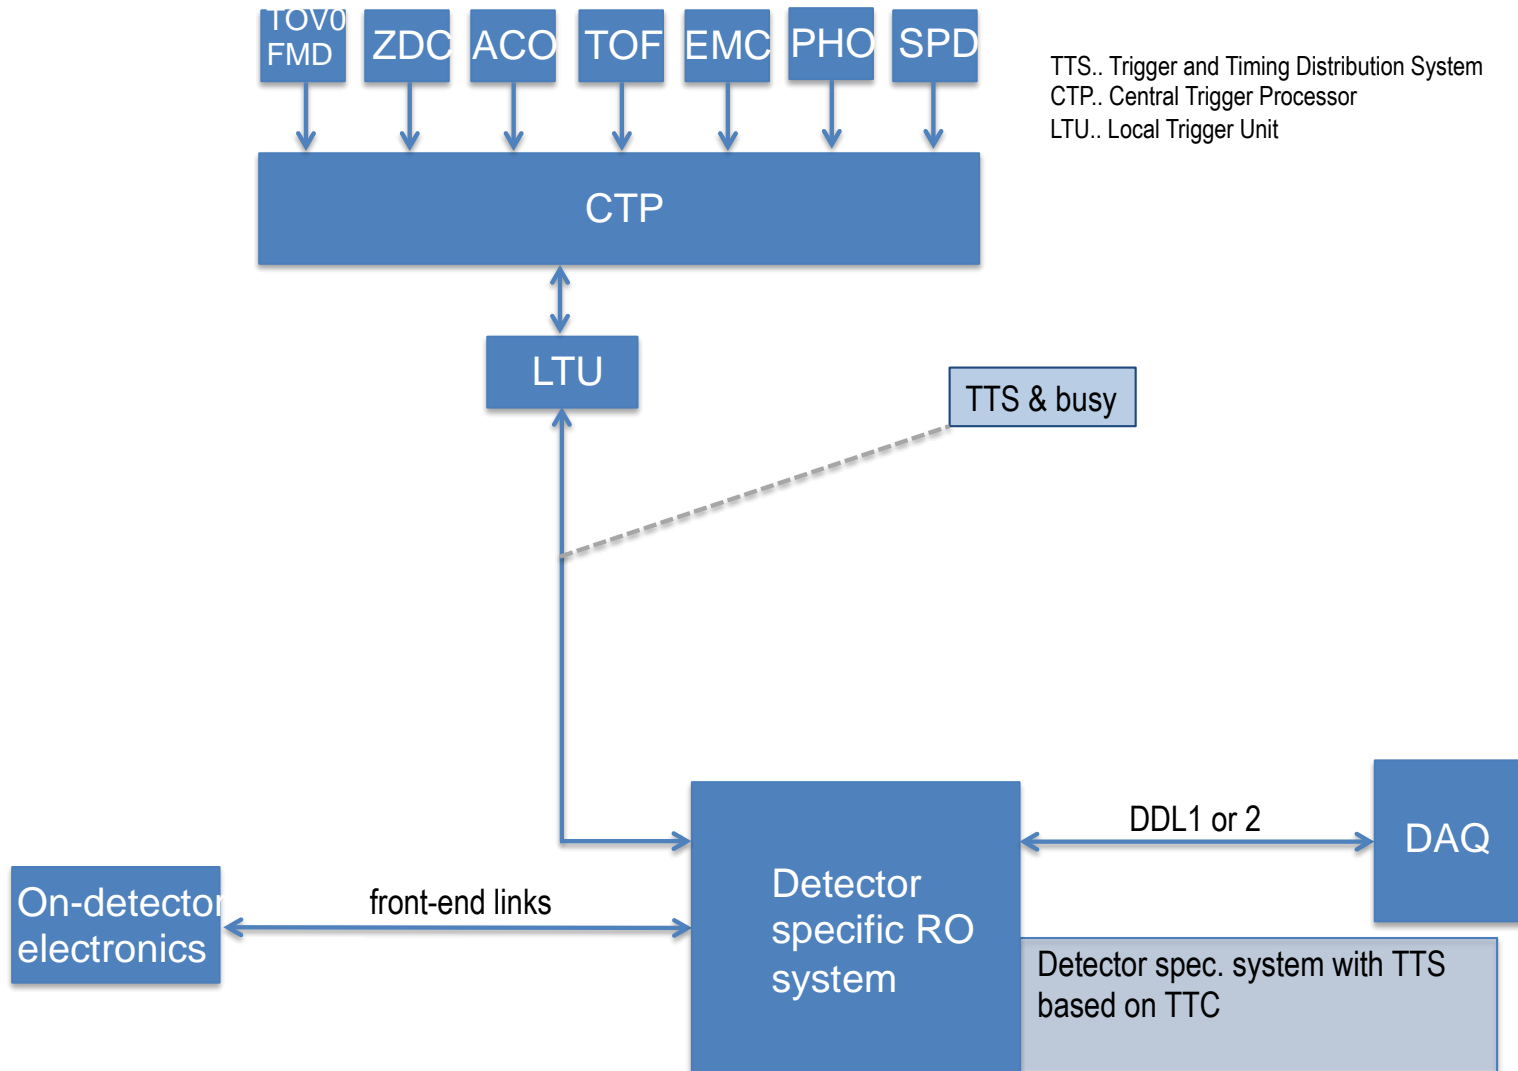 TOV0
FMD
ZDC
ACO
TOF
EMC
PHO
SPD
TTS.. Trigger and Timing Distribution System
CTP.. Central Trigger Processor
LTU.. Local Trigger Unit
CTP
LTU
TTS & busy
DDL1 or 2
DAQ
On-detector
electronics
front-end links
Detector
specific RO
system
Detector spec. system with TTS
based on TTC